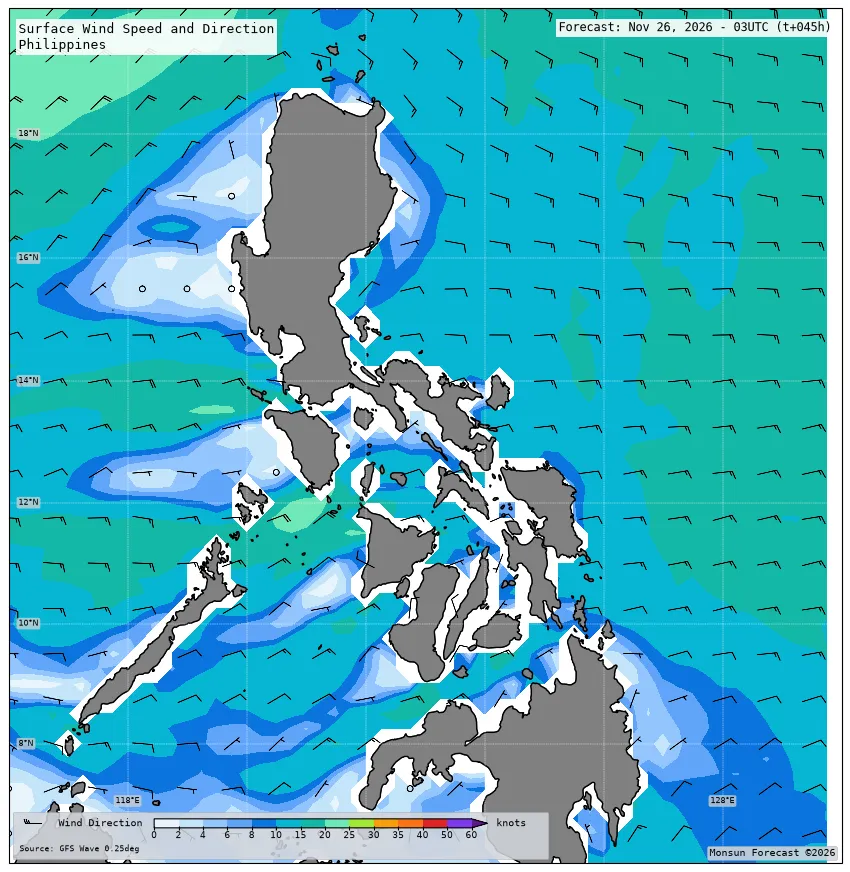 Surface Wind Speed and Direction
Philippines
Forecast: Nov 26, 2026 - 03UTC (t+045h)
18°N
16°N
14°N
12°N
10°N
8°N
118°E
128°E
Wind Direction
0 2 4 6 8 10 15 20 25 30 35 40 50 60
knots
Source: GFS Wave 0.25deg
Monsun Forecast ©2026